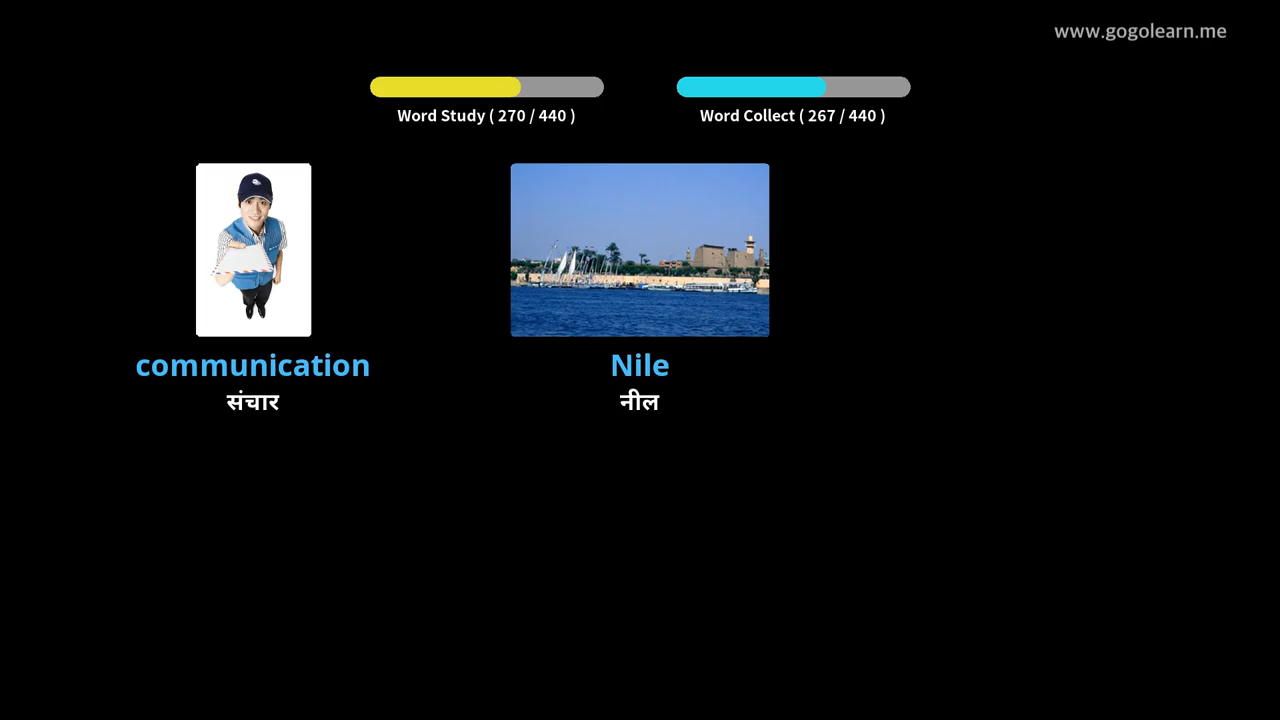 www.gogolearn.me
Word Study ( 270 / 440 )
Word Collect ( 267 / 440 )
communication
संचार
Nile
नील